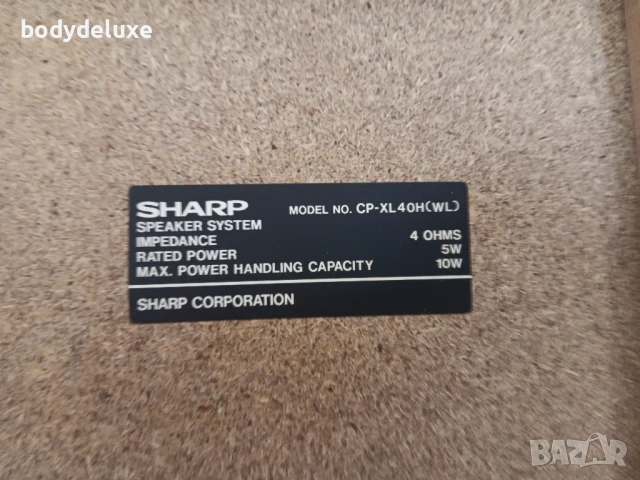 bodydeluxe
SHARP MODEL NO. CP-XL40H(WL)
SPEAKER SYSTEM
IMPEDANCE 4 OHMS
RATED POWER 5W
MAX. POWER HANDLING CAPACITY 10W
SHARP CORPORATION
BAZAR